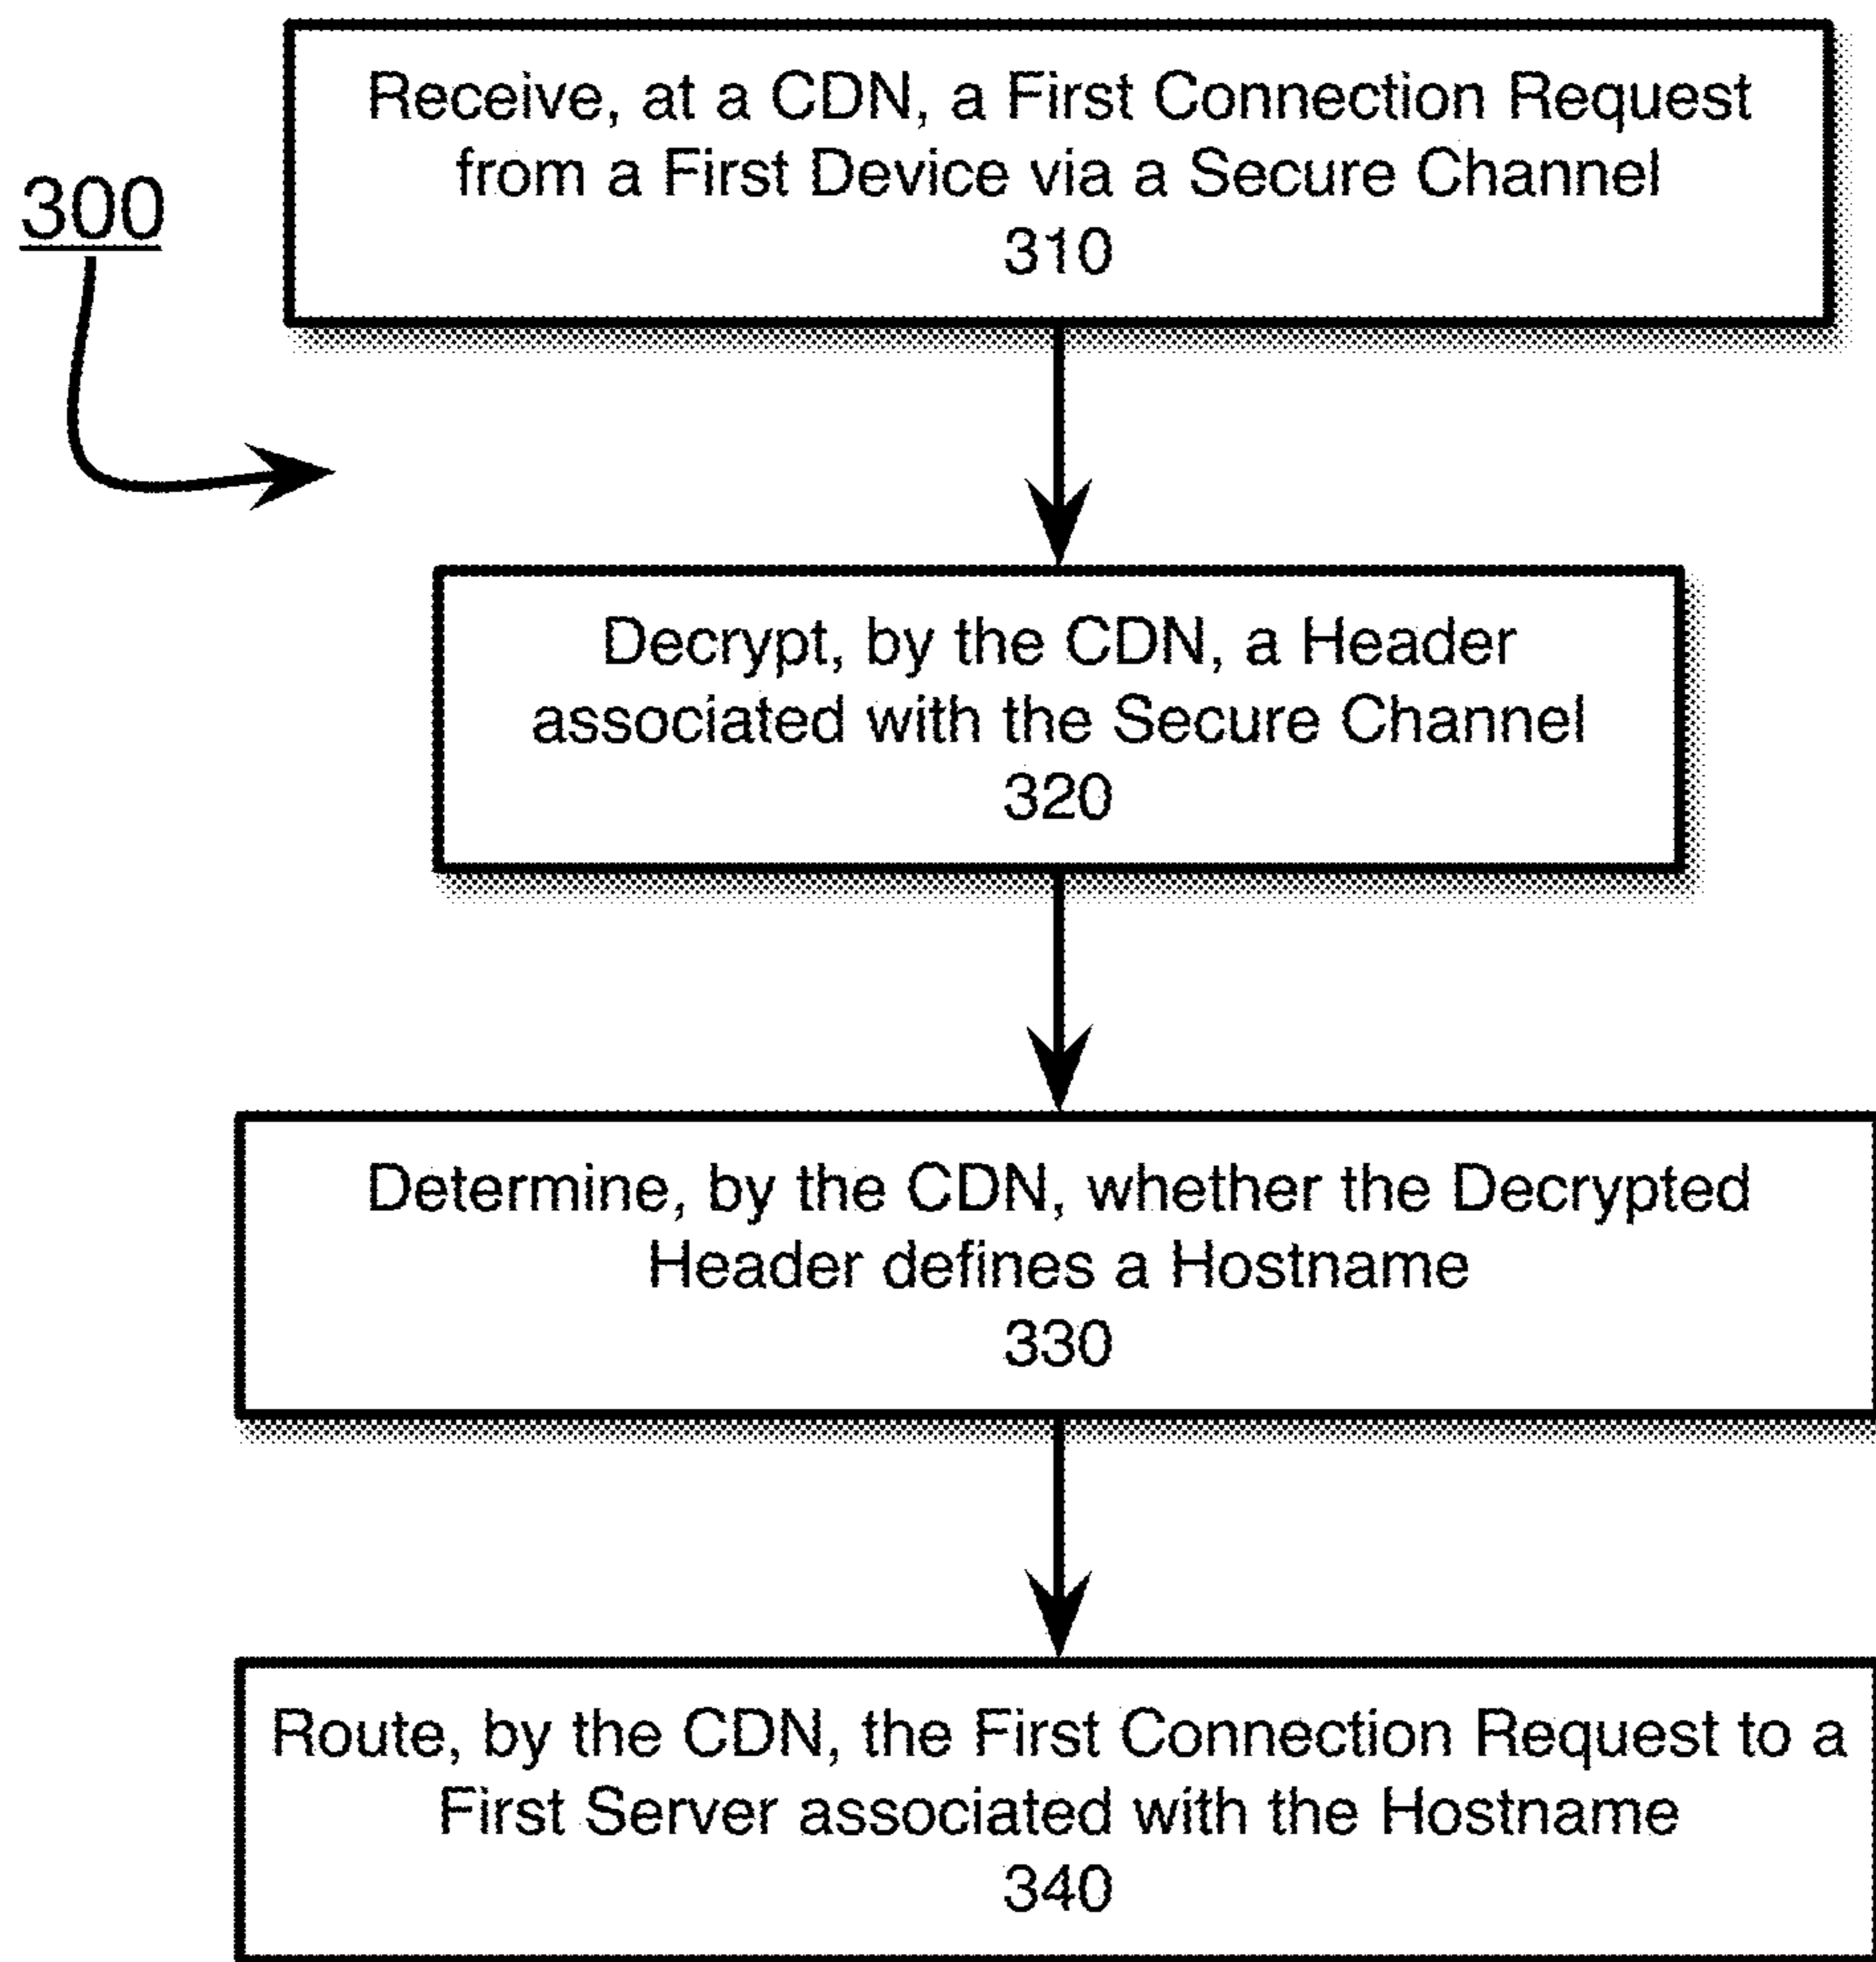 Receive, at a CDN, a First Connection Request
from a First Device via a Secure Channel
310
300
Decrypt, by the CDN, a Header
associated with the Secure Channel
320
Determine, by the CDN, whether the Decrypted
Header defines a Hostname
330
Route, by the CDN, the First Connection Request to a
First Server associated with the Hostname
340